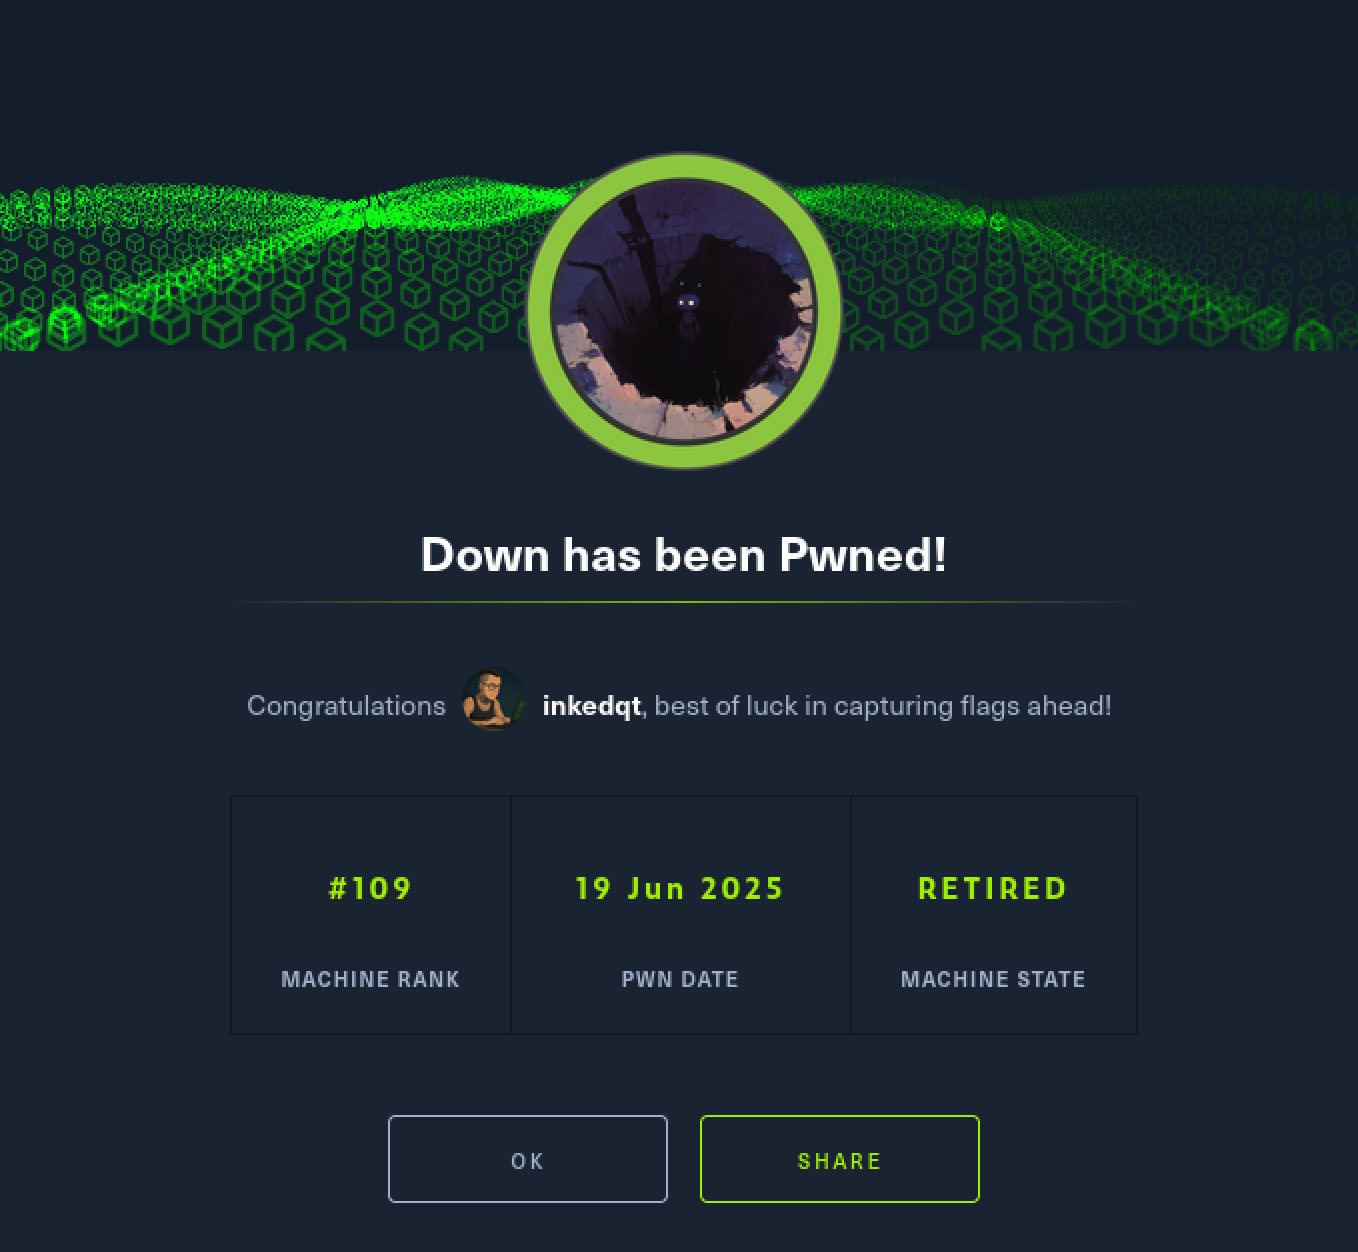 Down has been Pwned!
Congratulations inkedqt, best of luck in capturing flags ahead!
#109 19 Jun 2025 RETIRED
MACHINE RANK PWN DATE MACHINE STATE
OK SHARE